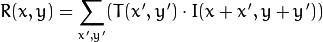 R(x, y) = ∑_{x′,y′} (T(x′, y′) · I(x + x′, y + y′))